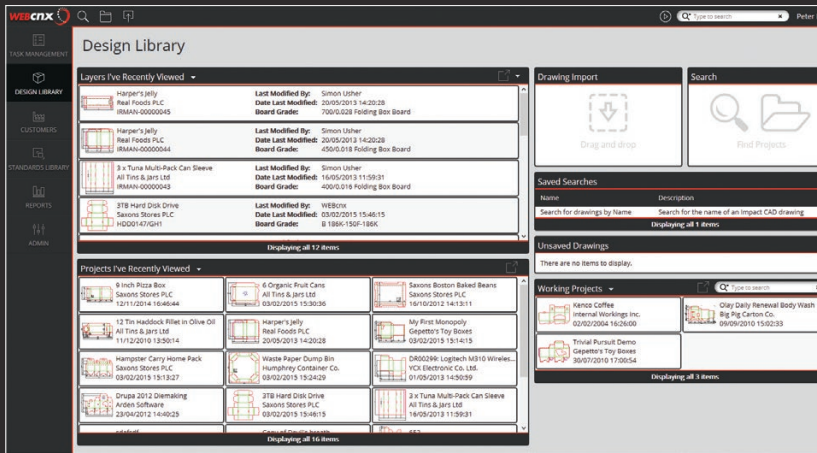 WEBcnx
Type to search
Peter
TASK MANAGEMENT
DESIGN LIBRARY
CUSTOMERS
STANDARDS LIBRARY
REPORTS
ADMIN
Design Library
Layers I've Recently Viewed
Harper's Jelly
Real Foods PLC
IRMAN-00000045
Last Modified By: Simon Usher
Date Last Modified: 20/05/2013 14:20:28
Board Grade: 700/0.028 Folding Box Board
Harper's Jelly
Real Foods PLC
IRMAN-00000044
Last Modified By: Simon Usher
Date Last Modified: 20/05/2013 14:20:28
Board Grade: 450/0.018 Folding Box Board
3 x Tuna Multi-Pack Can Sleeve
All Tins & Jars Ltd
IRMAN-00000043
Last Modified By: Simon Usher
Date Last Modified: 16/05/2013 11:59:31
Board Grade: 400/0.016 Folding Box Board
3TB Hard Disk Drive
Saxons Stores PLC
HDD0147/GH1
Last Modified By: WEBcnx
Date Last Modified: 03/02/2015 15:46:15
Board Grade: B 186K-150F-186K
Displaying all 12 items
Projects I've Recently Viewed
9 Inch Pizza Box
Saxons Stores PLC
12/11/2014 16:46:44
6 Organic Fruit Cans
All Tins & Jars Ltd
03/02/2015 15:30:36
Saxons Boston Baked Beans
Saxons Stores PLC
16/10/2012 14:13:11
12 Tin Haddock Fillet in Olive Oil
All Tins & Jars Ltd
11/12/2010 13:50:14
Harper's Jelly
Real Foods PLC
20/05/2013 14:20:28
My First Monopoly
Gepetto's Toy Boxes
03/02/2015 15:14:15
Hampster Carry Home Pack
Saxons Stores PLC
03/02/2015 15:13:27
Waste Paper Dump Bin
Humphrey Container Co.
03/02/2015 15:24:29
DR00299: Logitech M310 Wireles...
YCX Electronic Co. Ltd.
01/05/2013 14:50:59
Drupa 2012 Diemaking
Arden Software
23/04/2012 14:40:25
3TB Hard Disk Drive
Saxons Stores PLC
03/02/2015 15:46:15
3 x Tuna Multi-Pack Can Sleeve
All Tins & Jars Ltd
16/05/2013 11:59:31
Displaying all 16 items
Drawing Import
Drag and drop
Search
Find Projects
Saved Searches
Name Description
Search for drawings by Name Search for the name of an Impact CAD drawing
Displaying all 1 items
Unsaved Drawings
There are no items to display.
Working Projects
Type to search
Kenco Coffee
Internal Workings Inc.
02/02/2004 16:26:00
Olay Daily Renewal Body Wash
Big Pig Carton Co.
09/09/2010 15:02:33
Trivial Pursuit Demo
Gepetto's Toy Boxes
30/07/2010 17:00:54
Displaying all 3 items